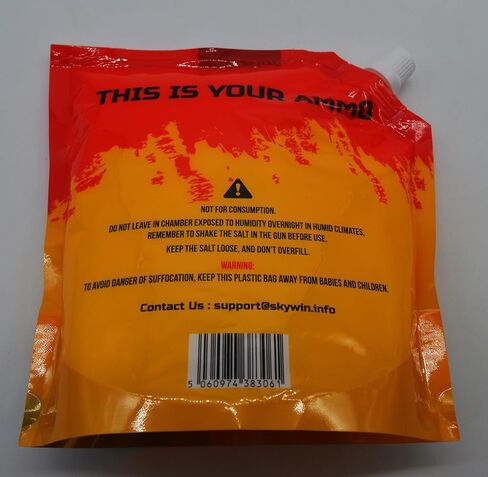 THIS IS YOUR AMMO
NOT FOR CONSUMPTION.
DO NOT LEAVE IN CHAMBER EXPOSED TO HUMIDITY OVERNIGHT IN HUMID CLIMATES,
REMEMBER TO SHAKE THE SALT IN THE GUN BEFORE USE.
KEEP THE SALT LOOSE, AND DON'T OVERFILL.
WARNING:
TO AVOID DANGER OF SUFFOCATION, KEEP THIS PLASTIC BAG AWAY FROM BABIES AND CHILDREN.
Contact Us : support@skywin.info
5 060974 383061